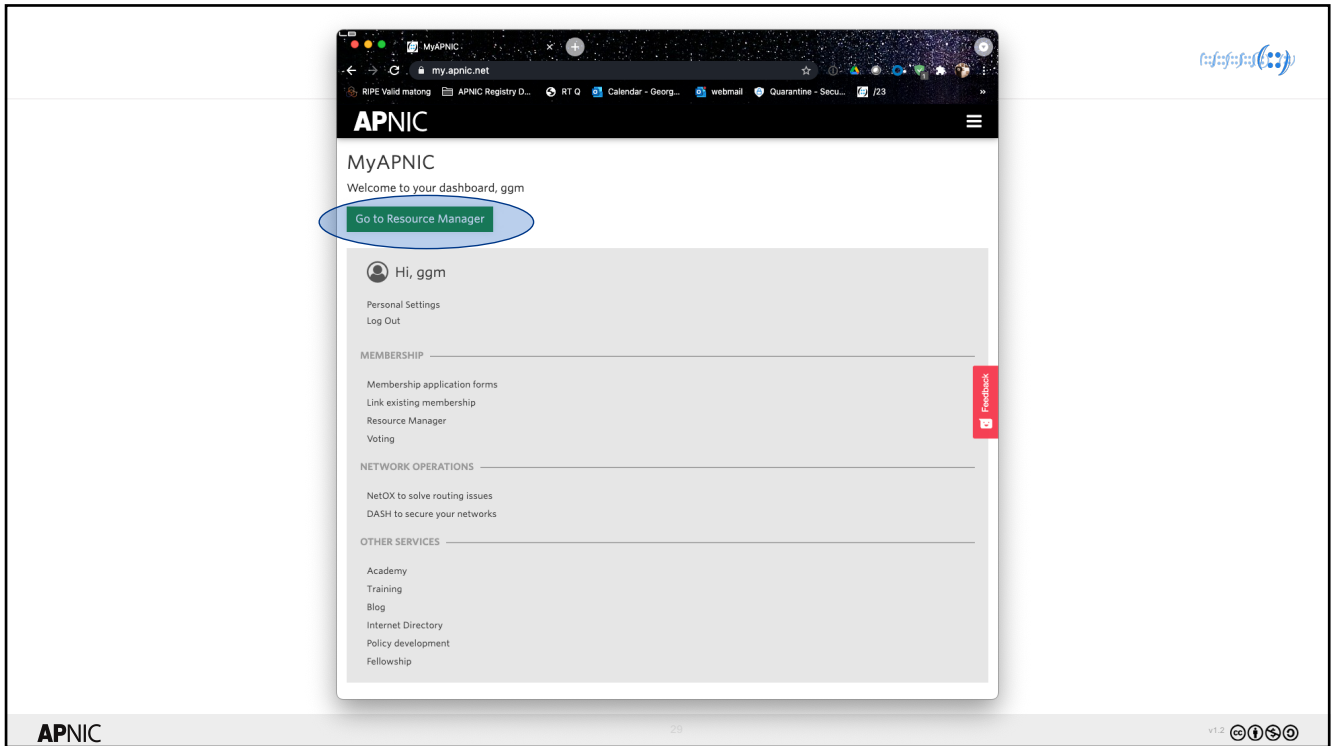 MyAPNIC
my.apnic.net
RIPE Valid matong APNIC Registry D... RT Q Calendar - Georg... webmail Quarantine - Secu... /23 »
APNIC
MyAPNIC
Welcome to your dashboard, ggm
Go to Resource Manager
Hi, ggm
Personal Settings
Log Out
MEMBERSHIP
Membership application forms
Link existing membership
Resource Manager
Voting
Feedback
NETWORK OPERATIONS
NetOX to solve routing issues
DASH to secure your networks
OTHER SERVICES
Academy
Training
Blog
Internet Directory
Policy development
Fellowship
APNIC 29 v1.2